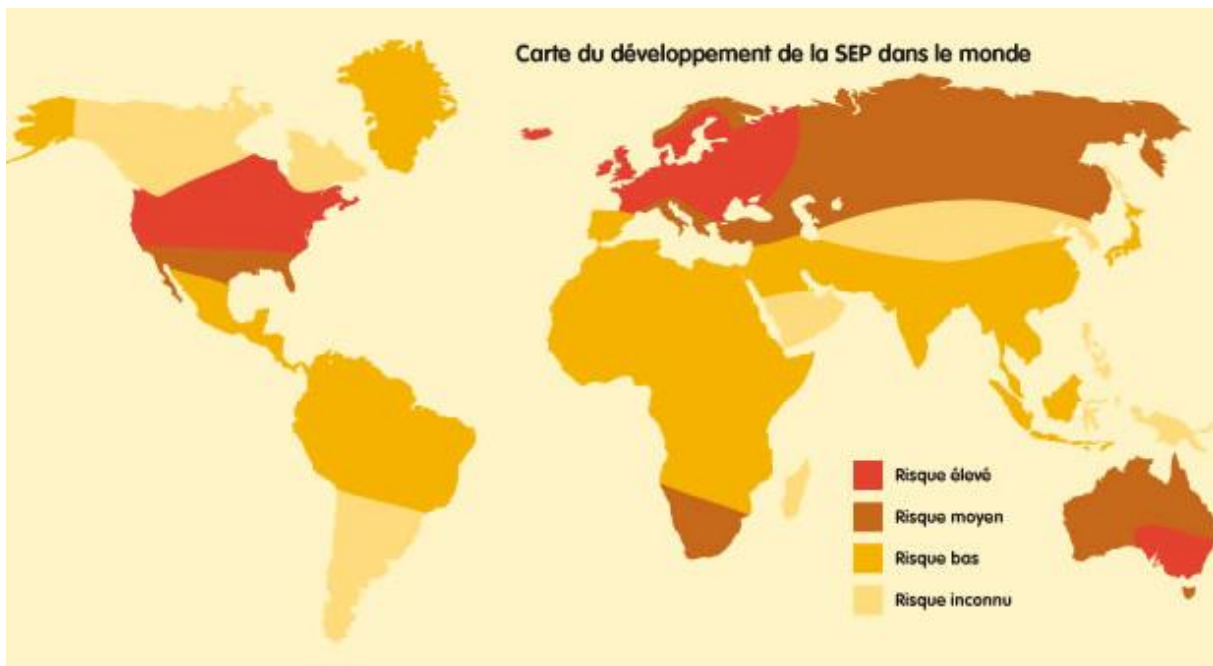 Carte du développement de la SEP dans le monde
Risque élevé
Risque moyen
Risque bas
Risque inconnu